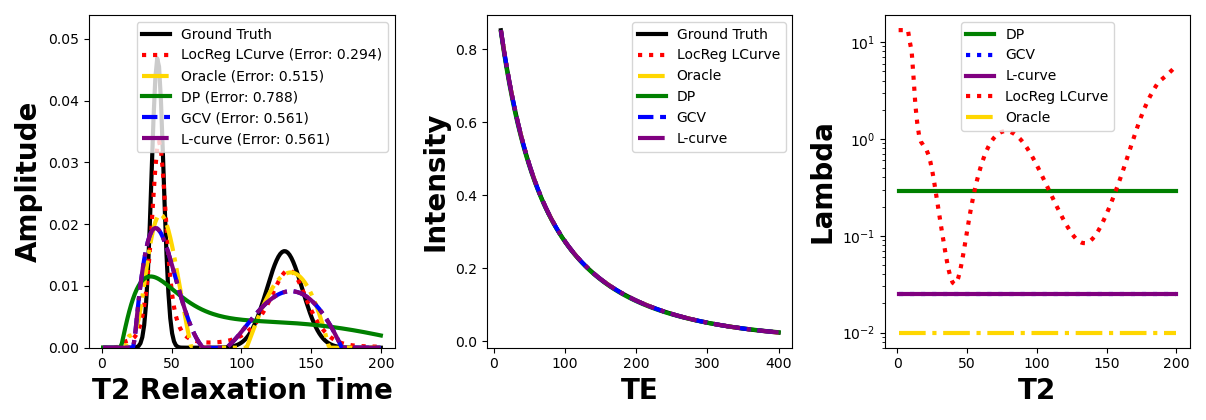 Amplitude
0.05
0.04
0.03
0.02
0.01
0.00
Ground Truth
LocReg LCurve (Error: 0.294)
Oracle (Error: 0.515)
DP (Error: 0.788)
GCV (Error: 0.561)
L-curve (Error: 0.561)
0 50 100 150 200
T2 Relaxation Time
Intensity
0.8
0.6
0.4
0.2
0.0
Ground Truth
LocReg LCurve
Oracle
DP
GCV
L-curve
0 100 200 300 400
TE
Lambda
10¹
10⁰
10⁻¹
10⁻²
DP
GCV
L-curve
LocReg LCurve
Oracle
0 50 100 150 200
T2